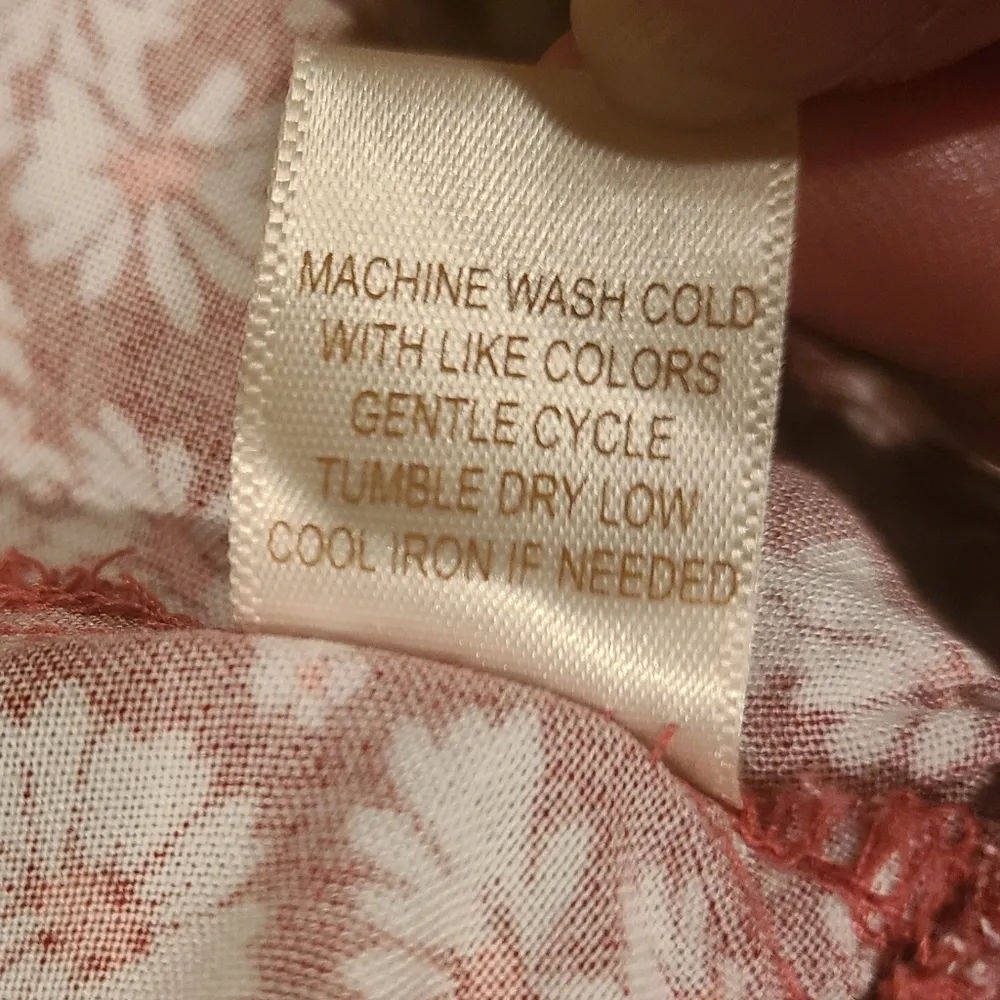 MACHINE WASH COLD
WITH LIKE COLORS
GENTLE CYCLE
TUMBLE DRY LOW
COOL IRON IF NEEDED